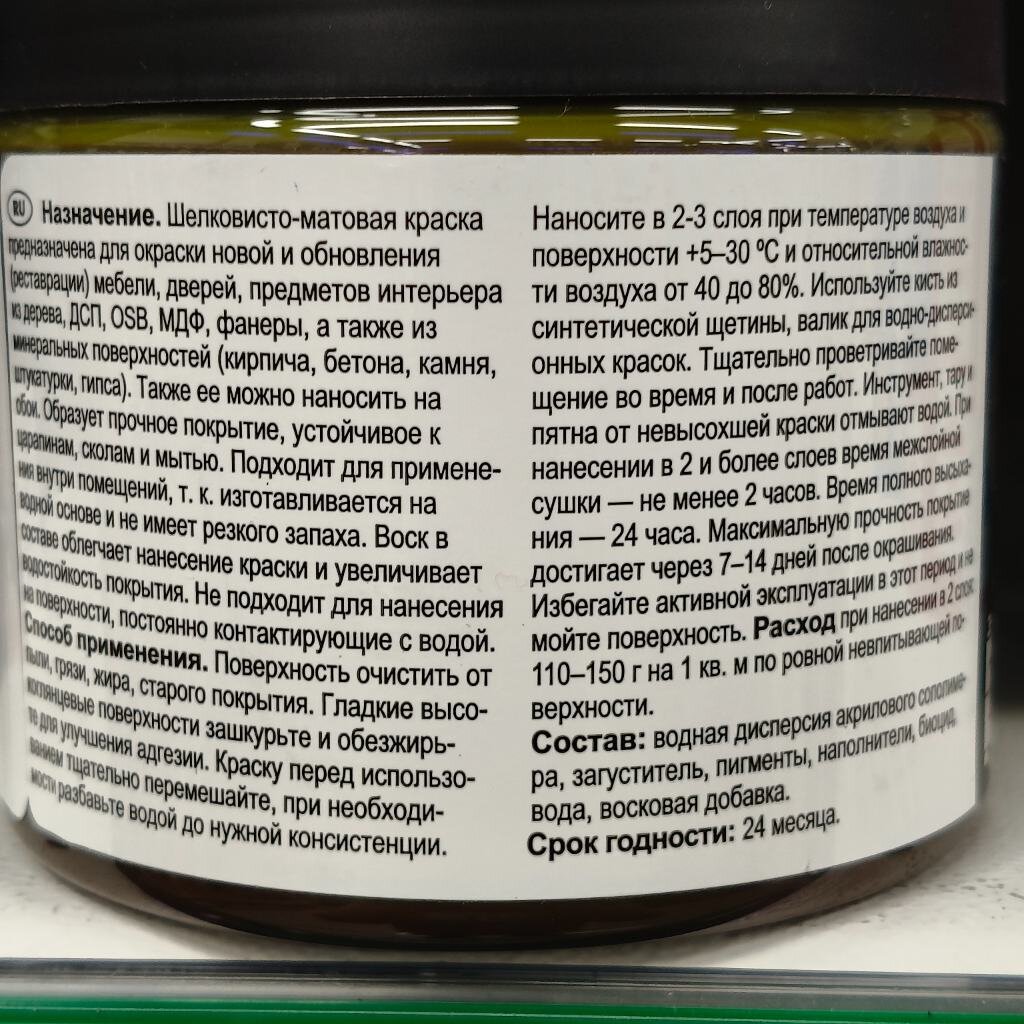 RU Назначение. Шелковисто-матовая краска
предназначена для окраски новой и обновления
(реставрации) мебели, дверей, предметов интерьера
из дерева, ДСП, OSB, МДФ, фанеры, а также из
минеральных поверхностей (кирпича, бетона, камня,
штукатурки, гипса). Также ее можно наносить на
обои. Образует прочное покрытие, устойчивое к
царапинам, сколам и мытью. Подходит для примене-
ния внутри помещений, т. к. изготавливается на
водной основе и не имеет резкого запаха. Воск в
составе облегчает нанесение краски и увеличивает
водостойкость покрытия. Не подходит для нанесения
на поверхности, постоянно контактирующие с водой.
Способ применения. Поверхность очистить от
пыли, грязи, жира, старого покрытия. Гладкие высо-
коглянцевые поверхности зашкурьте и обезжирь-
те для улучшения адгезии. Краску перед использо-
ванием тщательно перемешайте, при необходи-
мости разбавьте водой до нужной консистенции.
Наносите в 2-3 слоя при температуре воздуха и
поверхности +5–30 ºС и относительной влажнос-
ти воздуха от 40 до 80%. Используйте кисть из
синтетической щетины, валик для водно-дисперси-
онных красок. Тщательно проветривайте поме-
щение во время и после работ. Инструмент, тару и
пятна от невысохшей краски отмывают водой. При
нанесении в 2 и более слоев время межслойной
сушки — не менее 2 часов. Время полного высыха-
ния — 24 часа. Максимальную прочность покрытие
достигает через 7–14 дней после окрашивания.
Избегайте активной эксплуатации в этот период и не
мойте поверхность. Расход при нанесении в 2 слоя:
110–150 г на 1 кв. м по ровной невпитывающей по-
верхности.
Состав: водная дисперсия акрилового сополиме-
ра, загуститель, пигменты, наполнители, биоцид,
вода, восковая добавка.
Срок годности: 24 месяца.